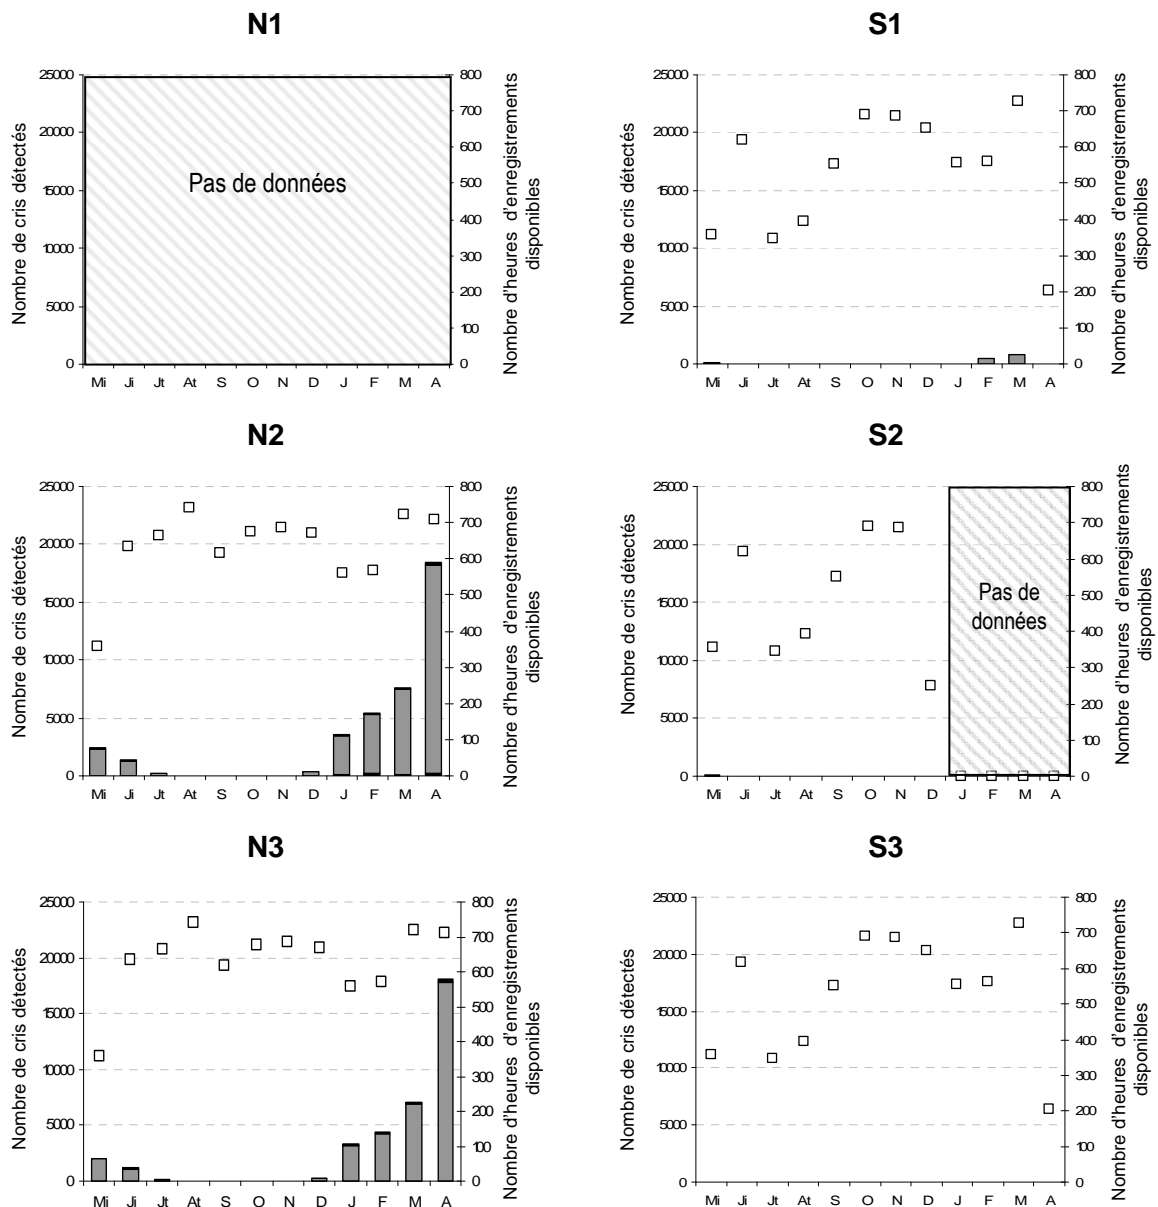 N1
Nombre de cris détectés
25000
20000
15000
10000
5000
0
Pas de données
800
700
600
500
400
300
200
100
0
Nombre d'heures d'enregistrements
disponibles
Mi Ji Jt At S O N D J F M A
S1
Nombre de cris détectés
25000
20000
15000
10000
5000
0
800
700
600
500
400
300
200
100
0
Nombre d'heures d'enregistrements
disponibles
Mi Ji Jt At S O N D J F M A
N2
Nombre de cris détectés
25000
20000
15000
10000
5000
0
800
700
600
500
400
300
200
100
0
Nombre d'heures d'enregistrements
disponibles
Mi Ji Jt At S O N D J F M A
S2
Nombre de cris détectés
25000
20000
15000
10000
5000
0
Pas de
données
800
700
600
500
400
300
200
100
0
Nombre d'heures d'enregistrements
disponibles
Mi Ji Jt At S O N D J F M A
N3
Nombre de cris détectés
25000
20000
15000
10000
5000
0
800
700
600
500
400
300
200
100
0
Nombre d'heures d'enregistrements
disponibles
Mi Ji Jt At S O N D J F M A
S3
Nombre de cris détectés
25000
20000
15000
10000
5000
0
800
700
600
500
400
300
200
100
0
Nombre d'heures d'enregistrements
disponibles
Mi Ji Jt At S O N D J F M A